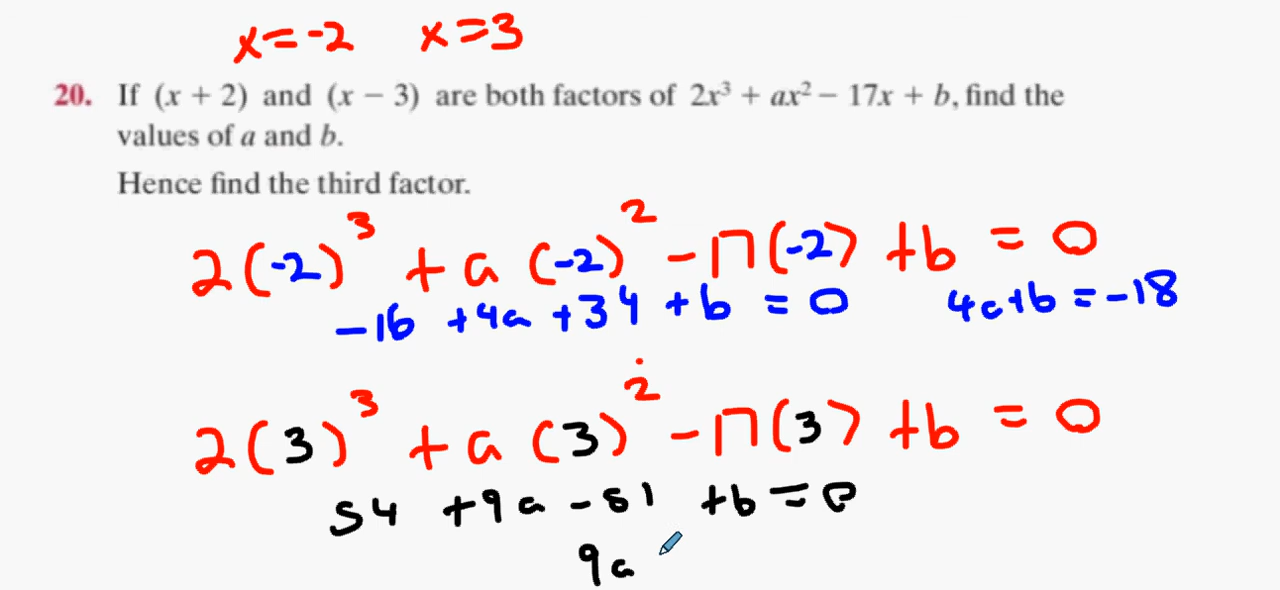 x=-2 x=3
20. If (x + 2) and (x − 3) are both factors of 2x³ + ax² − 17x + b, find the
values of a and b.
Hence find the third factor.
2(-2)³ + a(-2)² - 17(-2) + b = 0
-16 + 4a + 34 + b = 0 4a+b = -18
2(3)³ + a(3)² - 17(3) + b = 0
54 + 9a - 51 + b = 0
9a